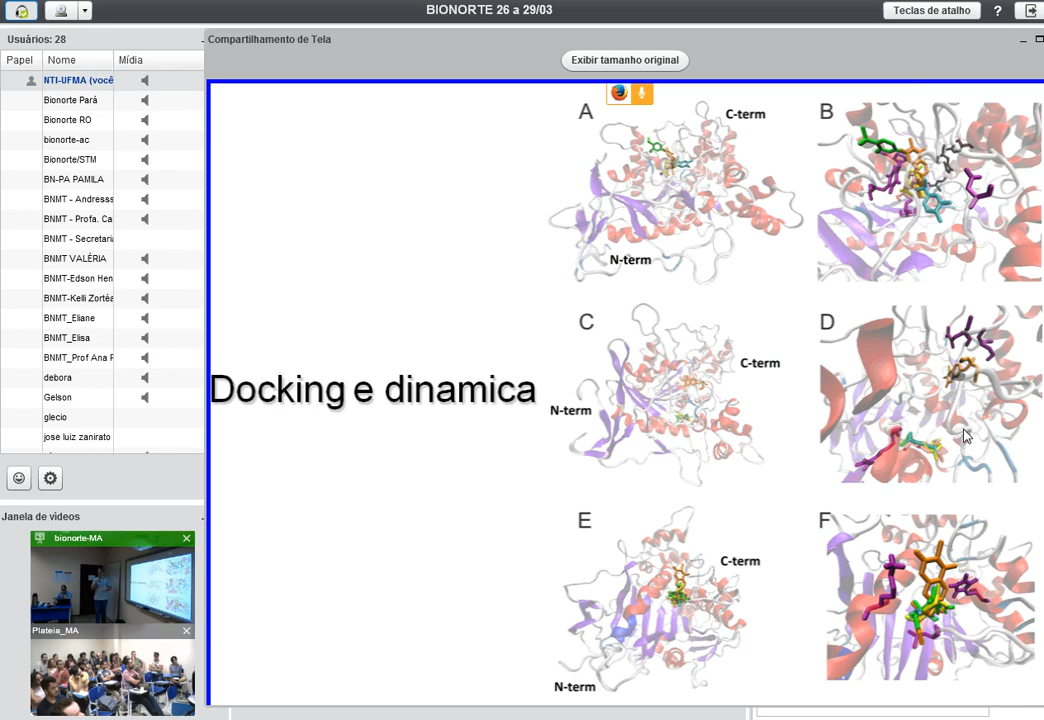 BIONORTE 26 a 29/03
Teclas de atalho
?
Usuários: 28
Papel Nome Mídia
NTI-UFMA (você
Bionorte Pará
Bionorte RO
bionorte-ac
Bionorte/STM
BN-PA PAMILA
BNMT - Andresss
BNMT - Profa. Ca
BNMT - Secretari
BNMT VALÉRIA
BNMT-Edson Hen
BNMT-Kelli Zortéa
BNMT_Eliane
BNMT_Elisa
BNMT_Prof Ana P
debora
Gelson
glecio
jose luiz zanirato
Janela de videos
bionorte-MA
Plateia_MA
Compartilhamento de Tela
Exibir tamanho original
Docking e dinamica
A
C-term
N-term
B
C
C-term
N-term
D
E
C-term
N-term
F